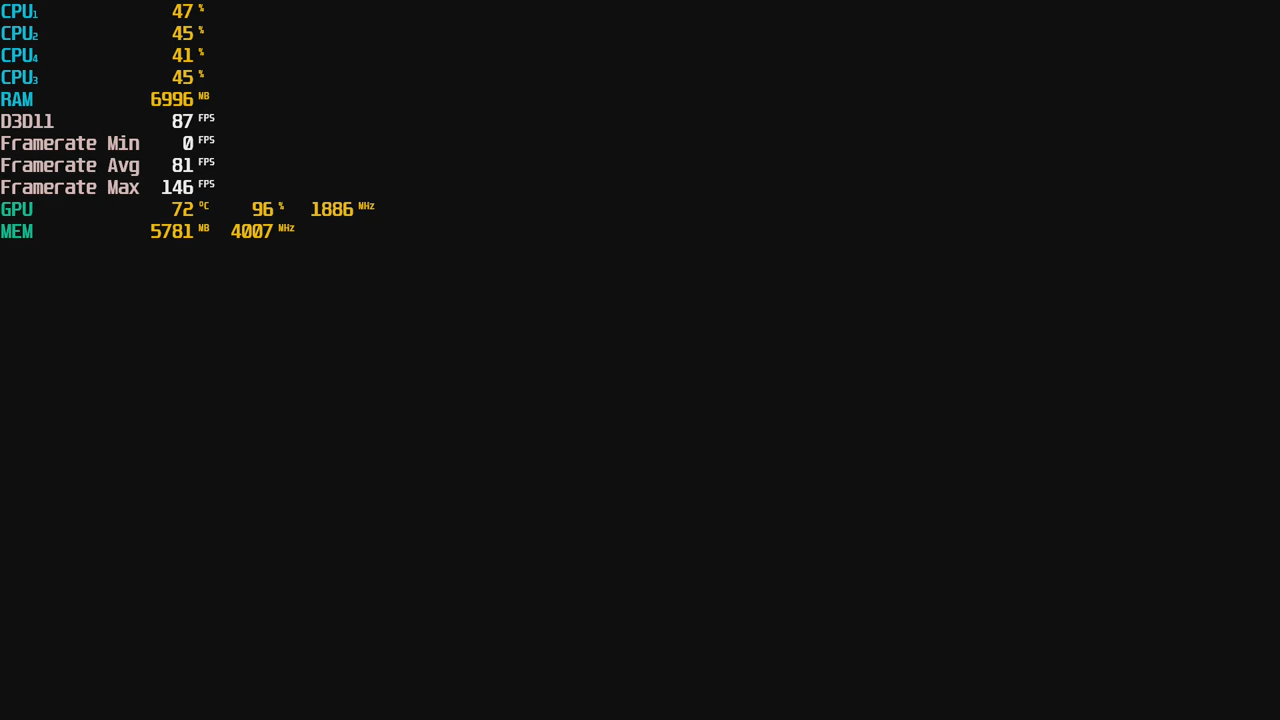 CPU₁ 47 %
CPU₂ 45 %
CPU₄ 41 %
CPU₃ 45 %
RAM 6996 MB
D3D11 87 FPS
Framerate Min 0 FPS
Framerate Avg 81 FPS
Framerate Max 146 FPS
GPU 72 °C 96 % 1886 MHz
MEM 5781 MB 4007 MHz